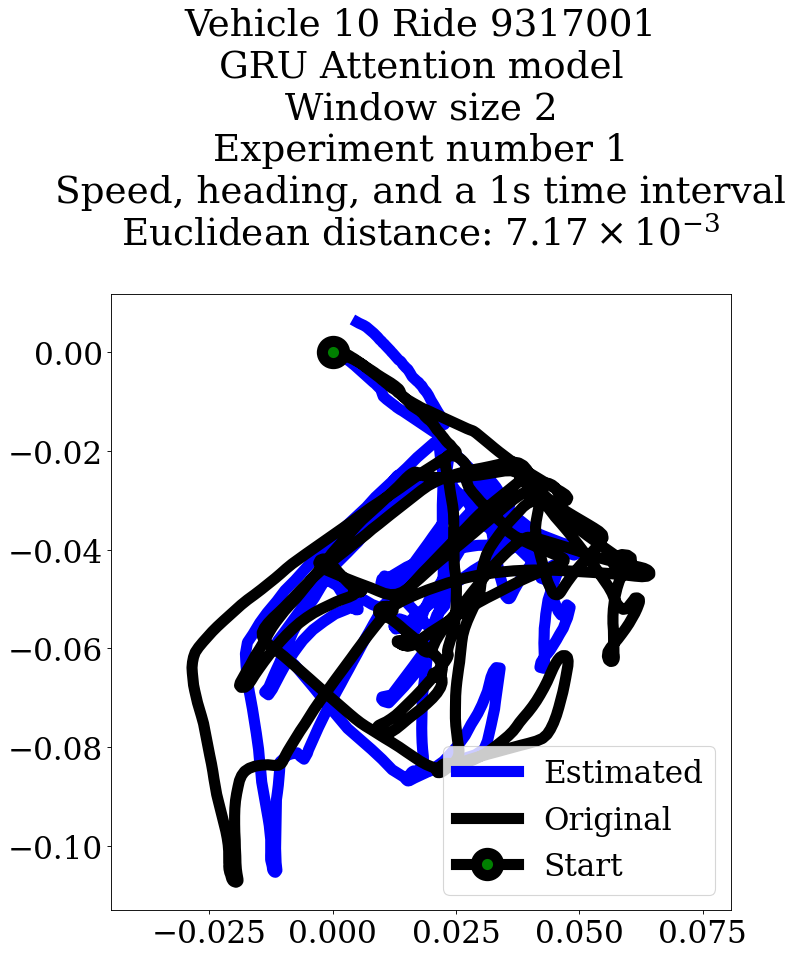 Vehicle 10 Ride 9317001
GRU Attention model
Window size 2
Experiment number 1
Speed, heading, and a 1s time interval
Euclidean distance: 7.17 × 10⁻³
0.00
−0.02
−0.04
−0.06
−0.08
−0.10
Estimated
Original
Start
−0.025 0.000 0.025 0.050 0.075